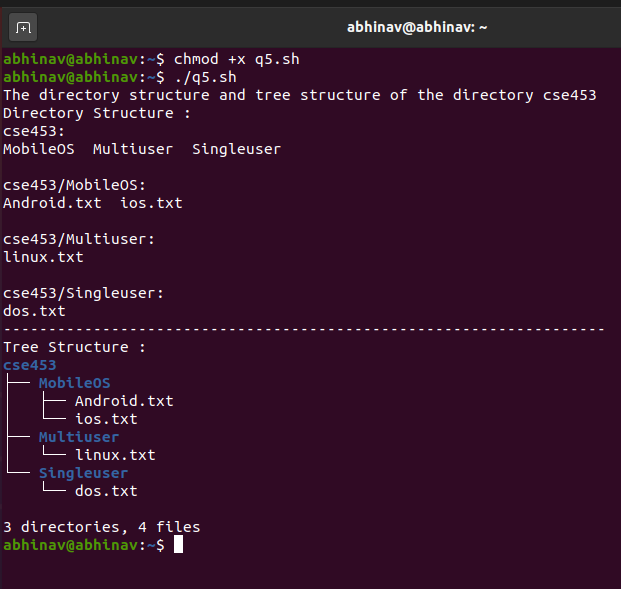 abhinav@abhinav: ~
abhinav@abhinav:~$ chmod +x q5.sh
abhinav@abhinav:~$ ./q5.sh
The directory structure and tree structure of the directory cse453
Directory Structure :
cse453:
MobileOS  Multiuser  Singleuser

cse453/MobileOS:
Android.txt  ios.txt

cse453/Multiuser:
linux.txt

cse453/Singleuser:
dos.txt
-------------------------------------------------------------------
Tree Structure :
cse453
├── MobileOS
│   ├── Android.txt
│   └── ios.txt
├── Multiuser
│   └── linux.txt
└── Singleuser
    └── dos.txt

3 directories, 4 files
abhinav@abhinav:~$